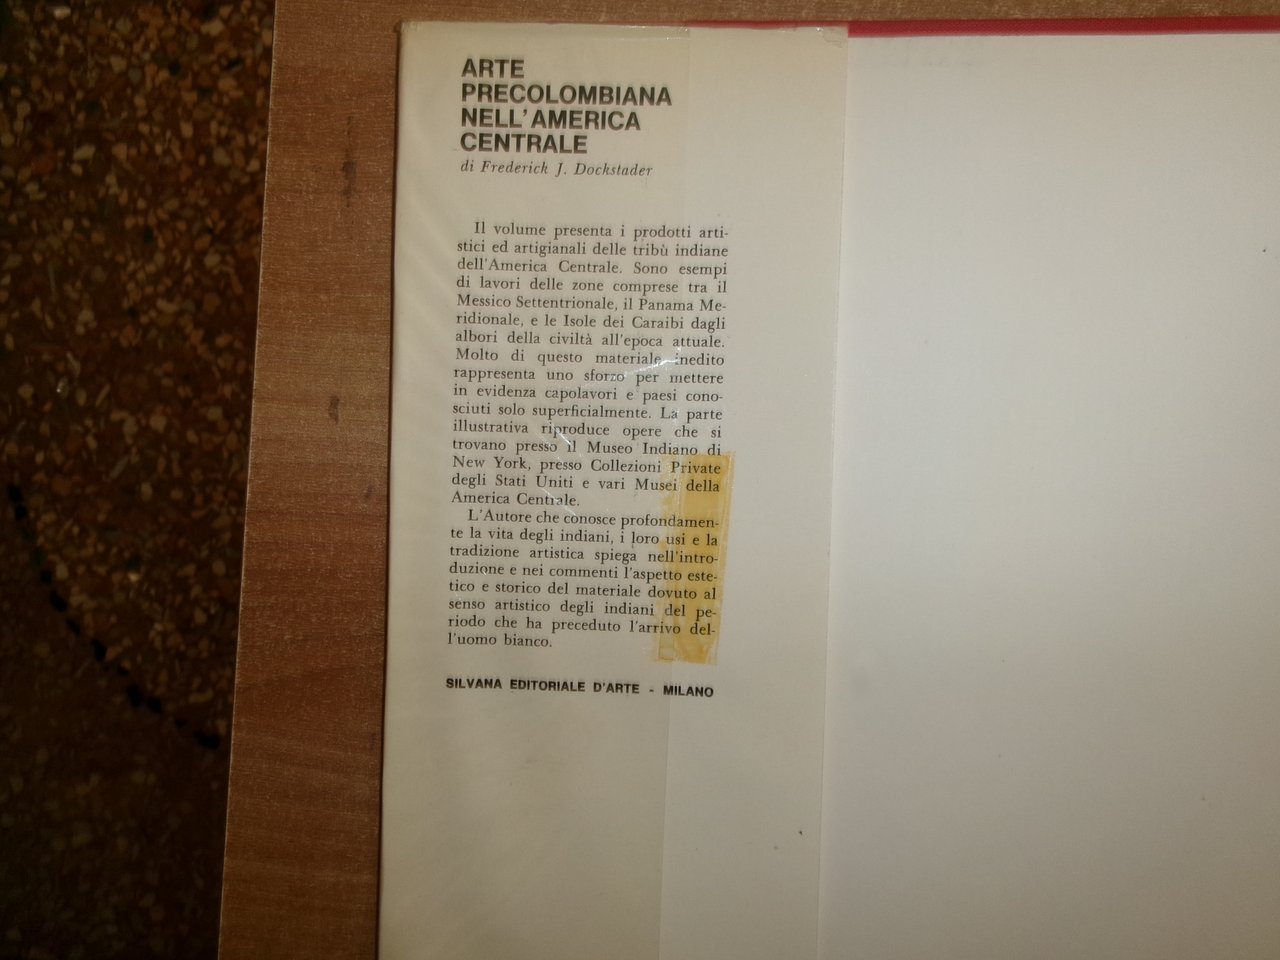 ARTE
PRECOLOMBIANA
NELL'AMERICA
CENTRALE
di Frederick J. Dockstader
Il volume presenta i prodotti arti-
stici ed artigianali delle tribù indiane
dell'America Centrale. Sono esempi
di lavori delle zone comprese tra il
Messico Settentrionale, il Panama Me-
ridionale, e le Isole dei Caraibi dagli
albori della civiltà all'epoca attuale.
Molto di questo materiale inedito
rappresenta uno sforzo per mettere
in evidenza capolavori e paesi cono-
sciuti solo superficialmente. La parte
illustrativa riproduce opere che si
trovano presso il Museo Indiano di
New York, presso Collezioni Private
degli Stati Uniti e vari Musei della
America Centrale.
L'Autore che conosce profondamen-
te la vita degli indiani, i loro usi e la
tradizione artistica spiega nell'intro-
duzione e nei commenti l'aspetto este-
tico e storico del materiale dovuto al
senso artistico degli indiani del pe-
riodo che ha preceduto l'arrivo del-
l'uomo bianco.
SILVANA EDITORIALE D'ARTE - MILANO